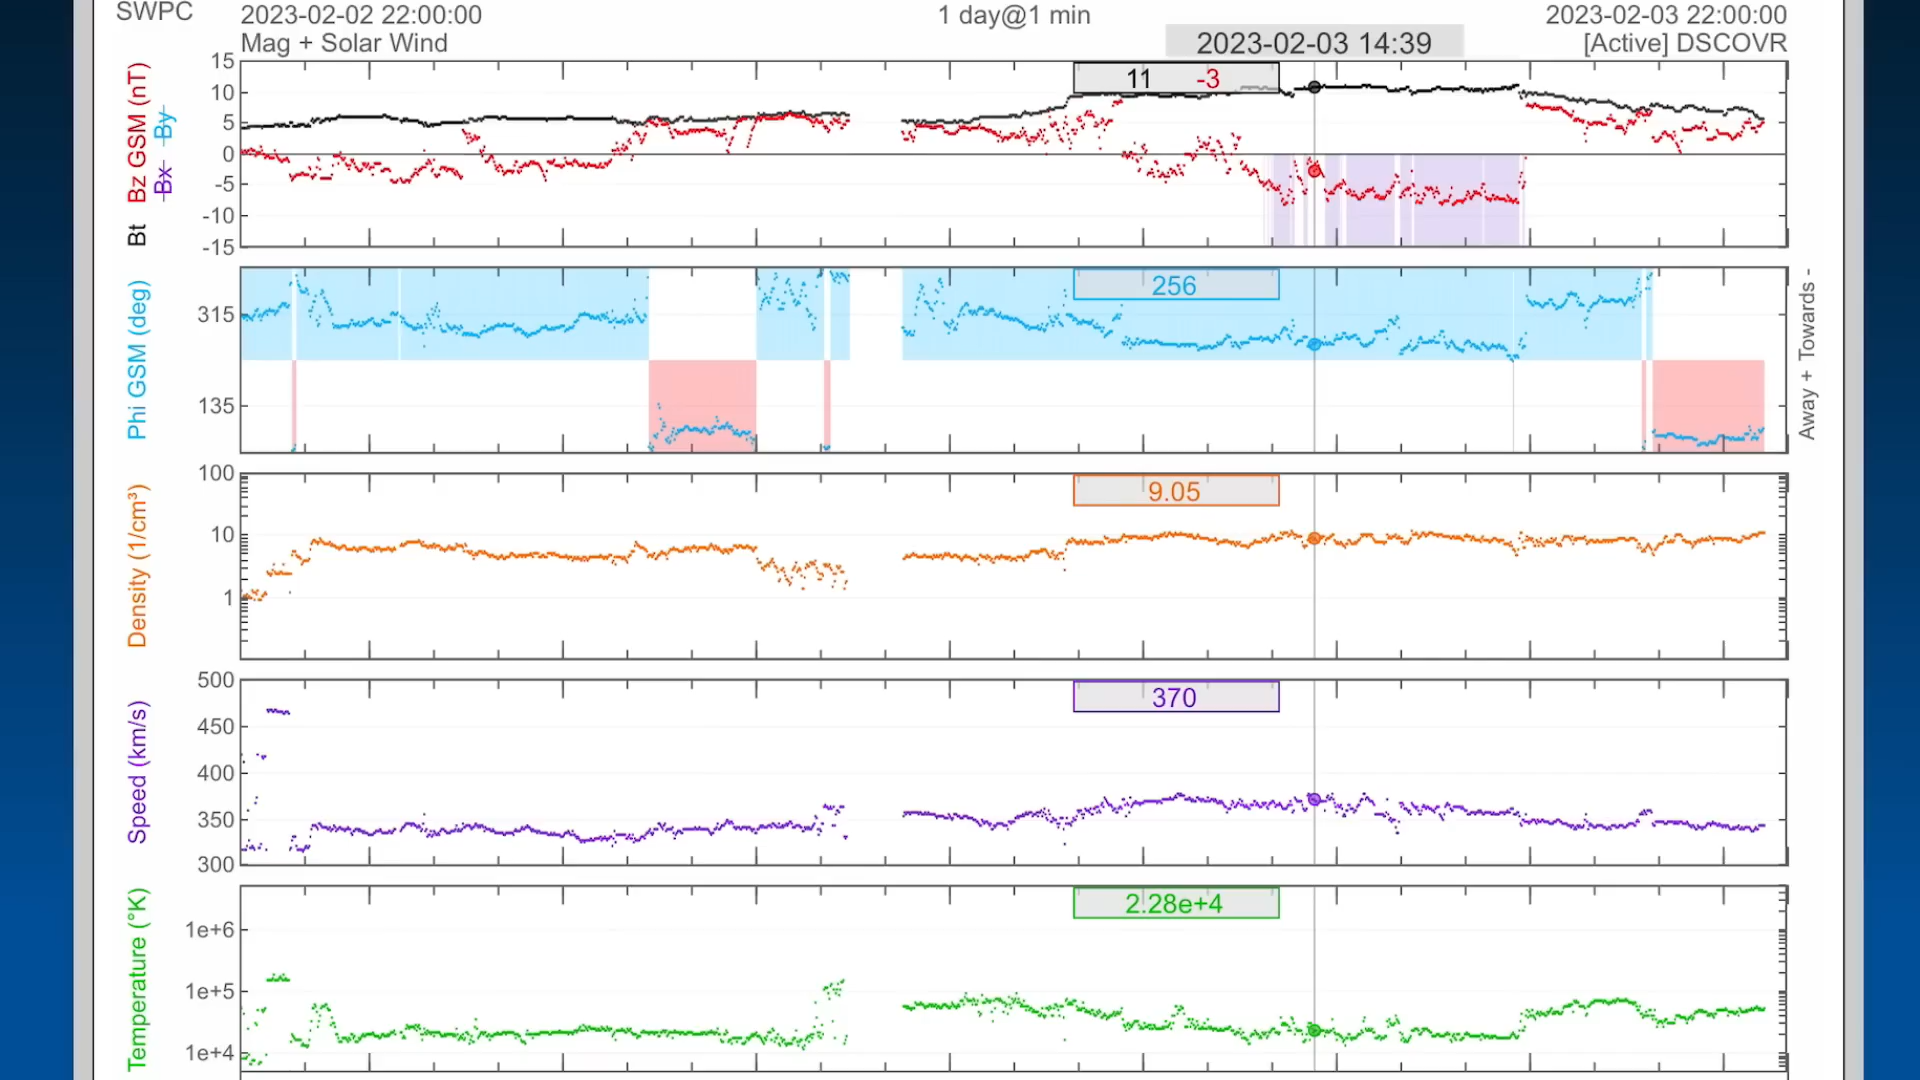 SWPC 2023-02-02 22:00:00 1 day@1 min 2023-02-03 22:00:00
Mag + Solar Wind 2023-02-03 14:39 [Active] DSCOVR
Bt Bz GSM (nT)
Bx By
15
10
5
0
-5
-10
-15
11 -3
Phi GSM (deg)
315
135
256
Away + Towards -
Density (1/cm³)
100
10
1
9.05
Speed (km/s)
500
450
400
350
300
370
Temperature (°K)
1e+6
1e+5
1e+4
2.28e+4